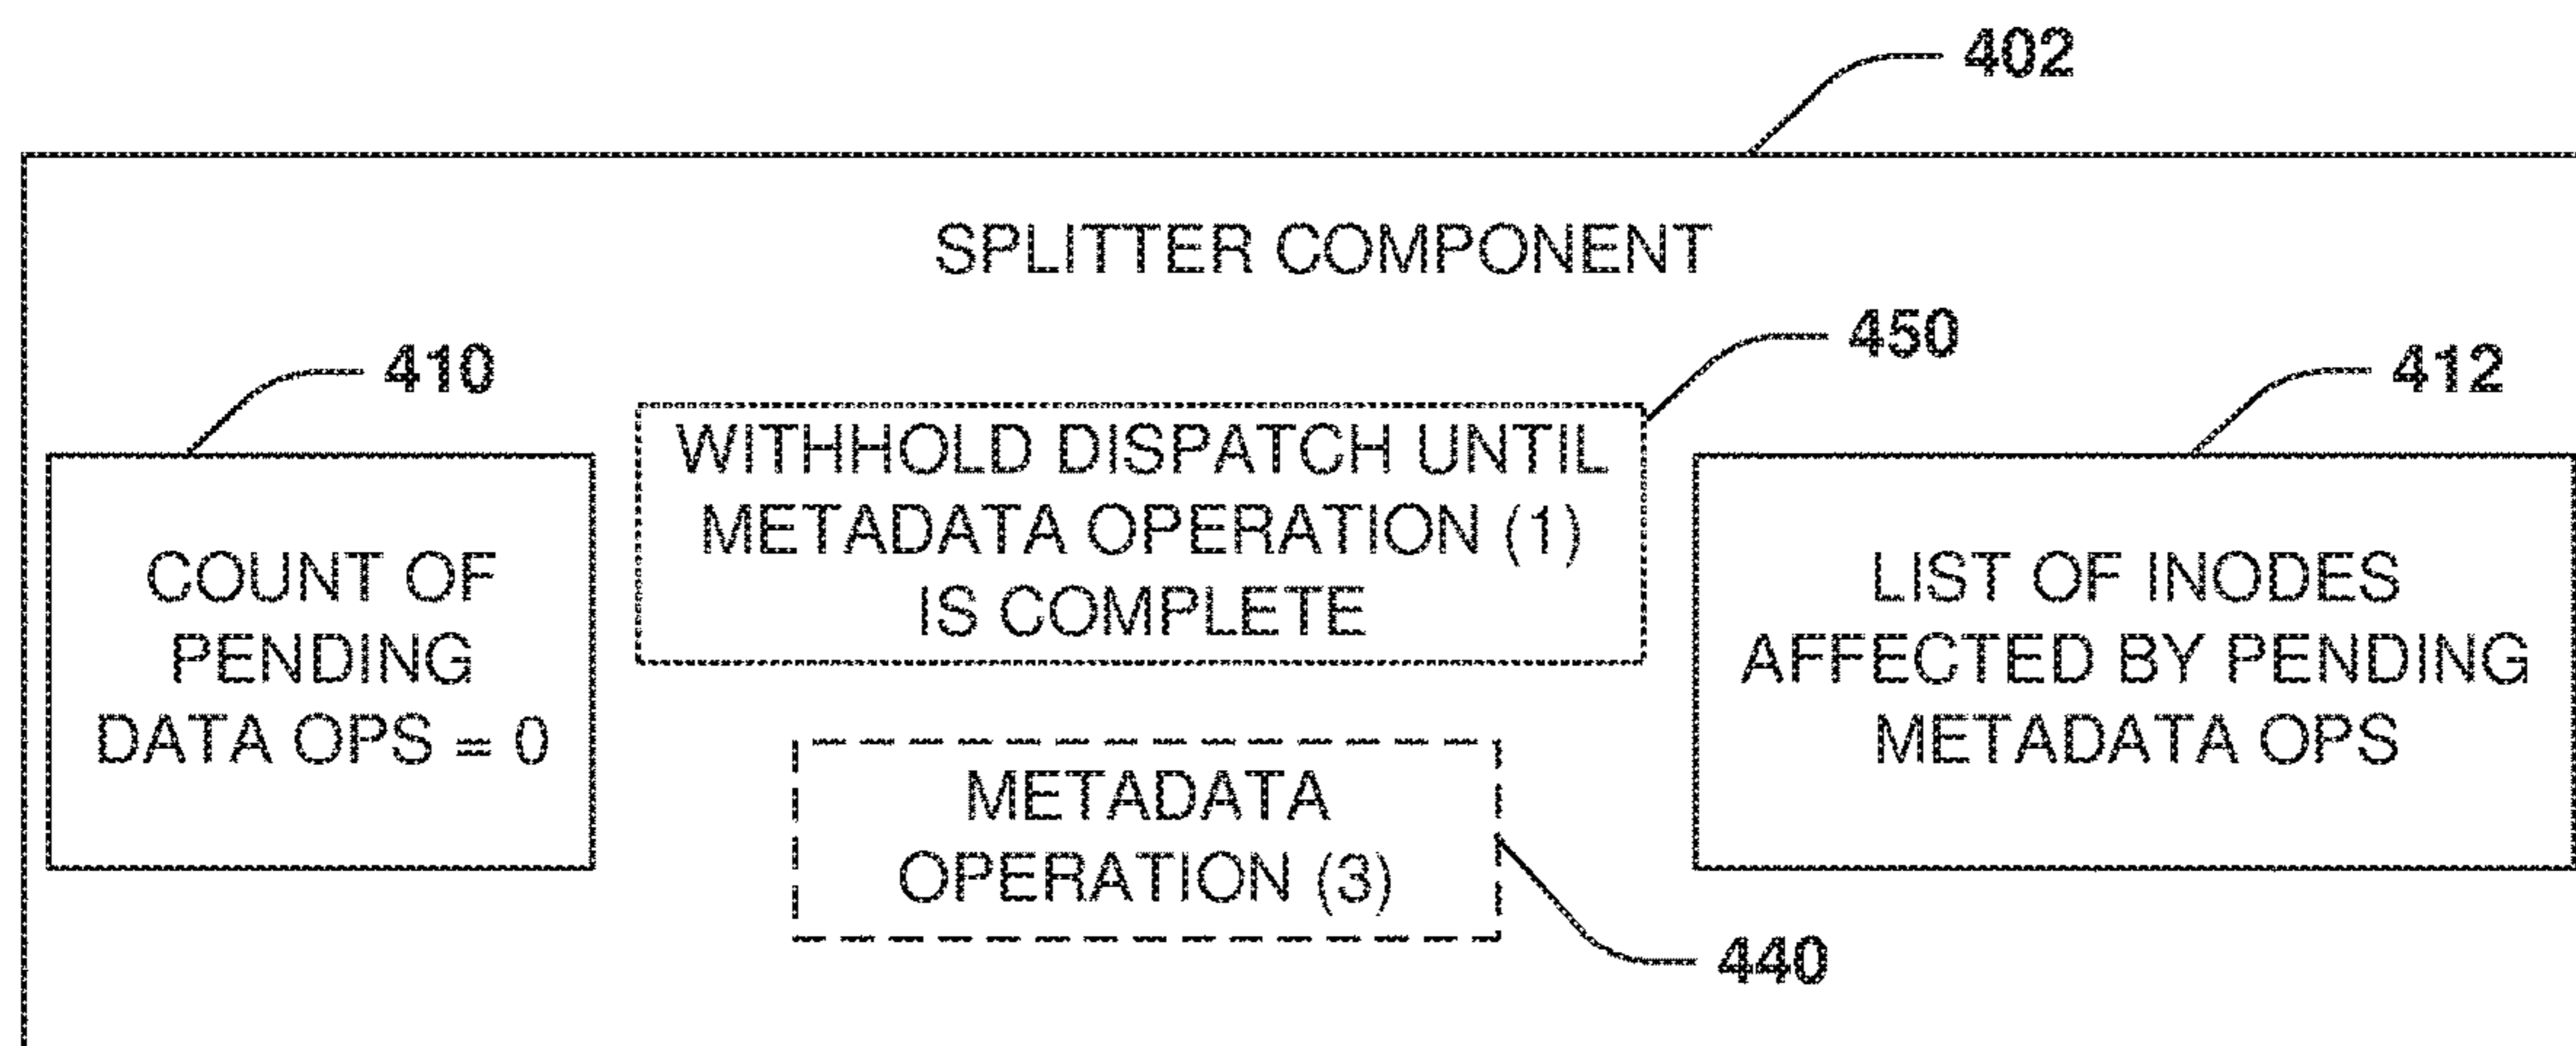 402
SPLITTER COMPONENT
450
410
412
WITHHOLD DISPATCH UNTIL
METADATA OPERATION (1)
IS COMPLETE
COUNT OF
PENDING
DATA OPS = 0
LIST OF INODES
AFFECTED BY PENDING
METADATA OPS
METADATA
OPERATION (3)
440